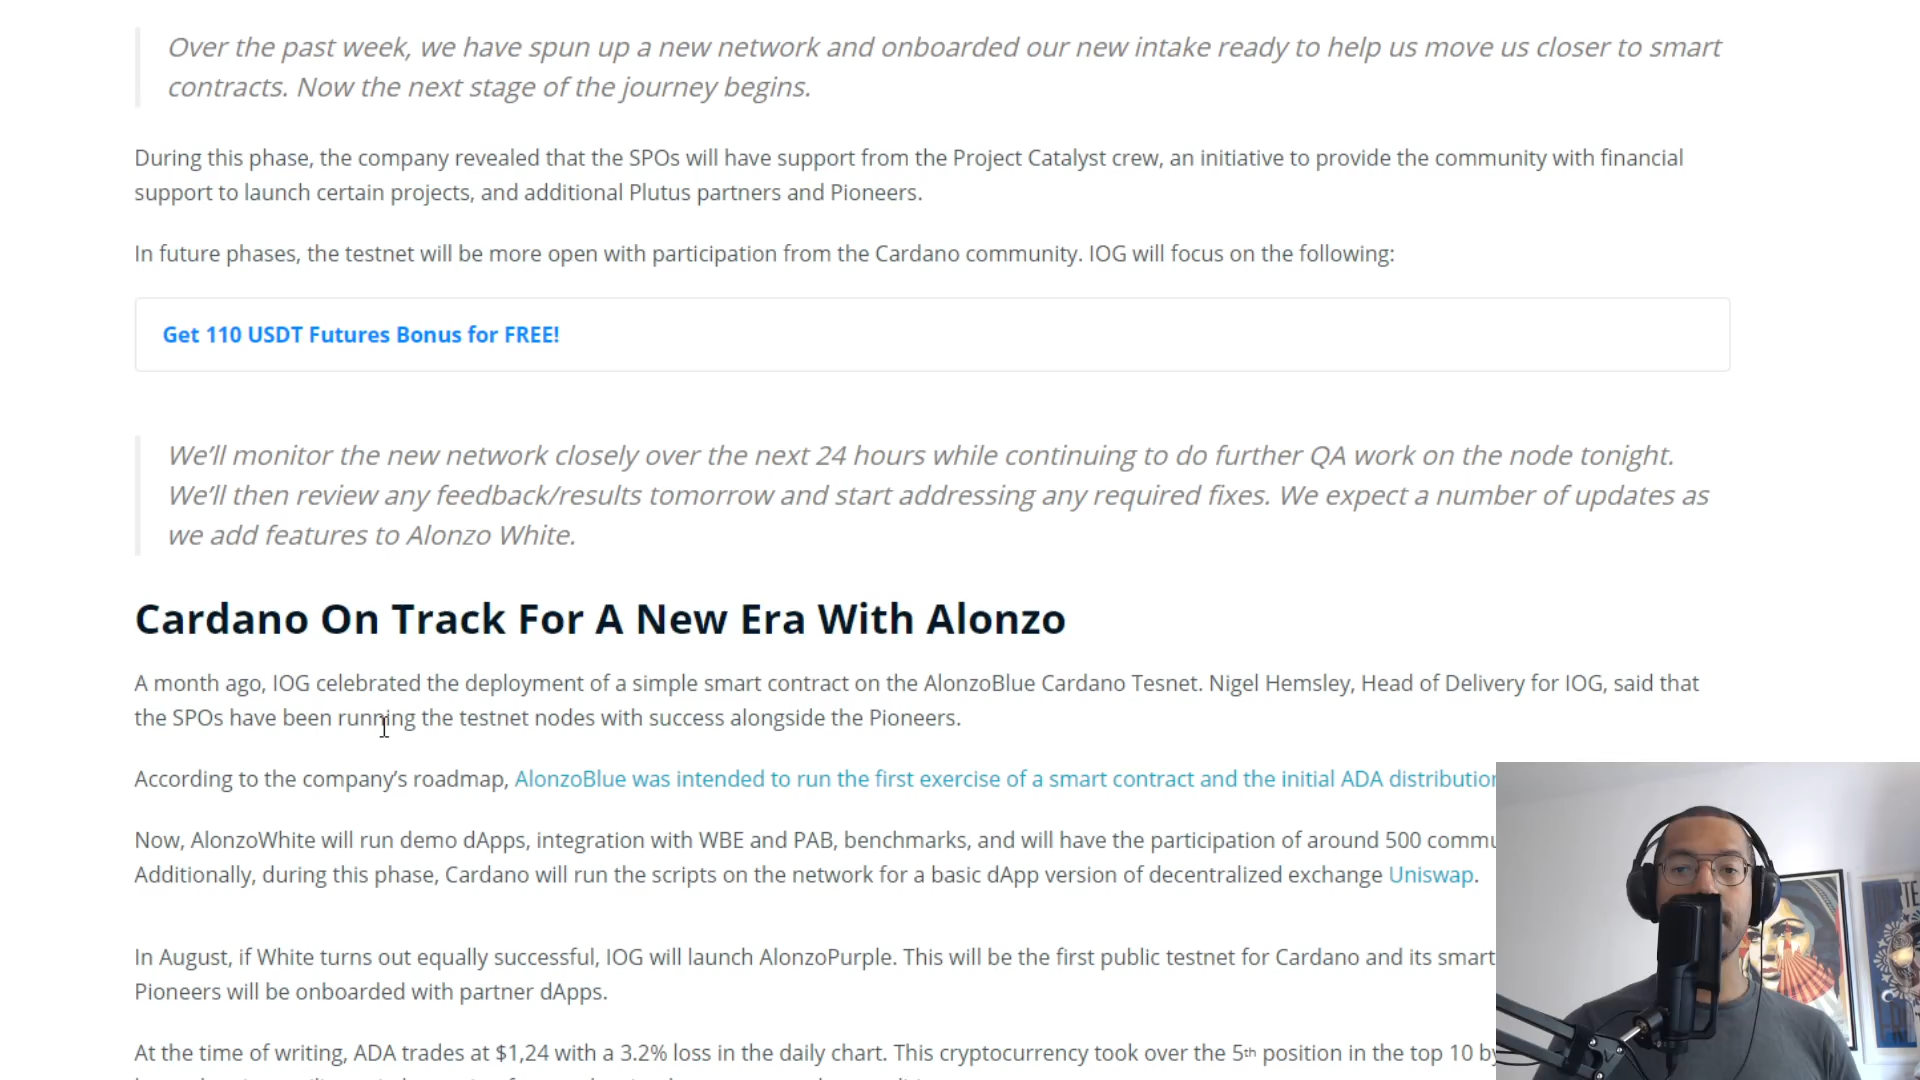 Over the past week, we have spun up a new network and onboarded our new intake ready to help us move us closer to smart
contracts. Now the next stage of the journey begins.
During this phase, the company revealed that the SPOs will have support from the Project Catalyst crew, an initiative to provide the community with financial
support to launch certain projects, and additional Plutus partners and Pioneers.
In future phases, the testnet will be more open with participation from the Cardano community. IOG will focus on the following:
Get 110 USDT Futures Bonus for FREE!
We’ll monitor the new network closely over the next 24 hours while continuing to do further QA work on the node tonight.
We’ll then review any feedback/results tomorrow and start addressing any required fixes. We expect a number of updates as
we add features to Alonzo White.
Cardano On Track For A New Era With Alonzo
A month ago, IOG celebrated the deployment of a simple smart contract on the AlonzoBlue Cardano Tesnet. Nigel Hemsley, Head of Delivery for IOG, said that
the SPOs have been running the testnet nodes with success alongside the Pioneers.
According to the company’s roadmap, AlonzoBlue was intended to run the first exercise of a smart contract and the initial ADA
Now, AlonzoWhite will run demo dApps, integration with WBE and PAB, benchmarks, and will have the participation of around 500
Additionally, during this phase, Cardano will run the scripts on the network for a basic dApp version of decentralized exchange Uniswap.
In August, if White turns out equally successful, IOG will launch AlonzoPurple. This will be the first public testnet for Cardano and its smart
Pioneers will be onboarded with partner dApps.
At the time of writing, ADA trades at $1,24 with a 3.2% loss in the daily chart. This cryptocurrency took over the 5th position in the top 10